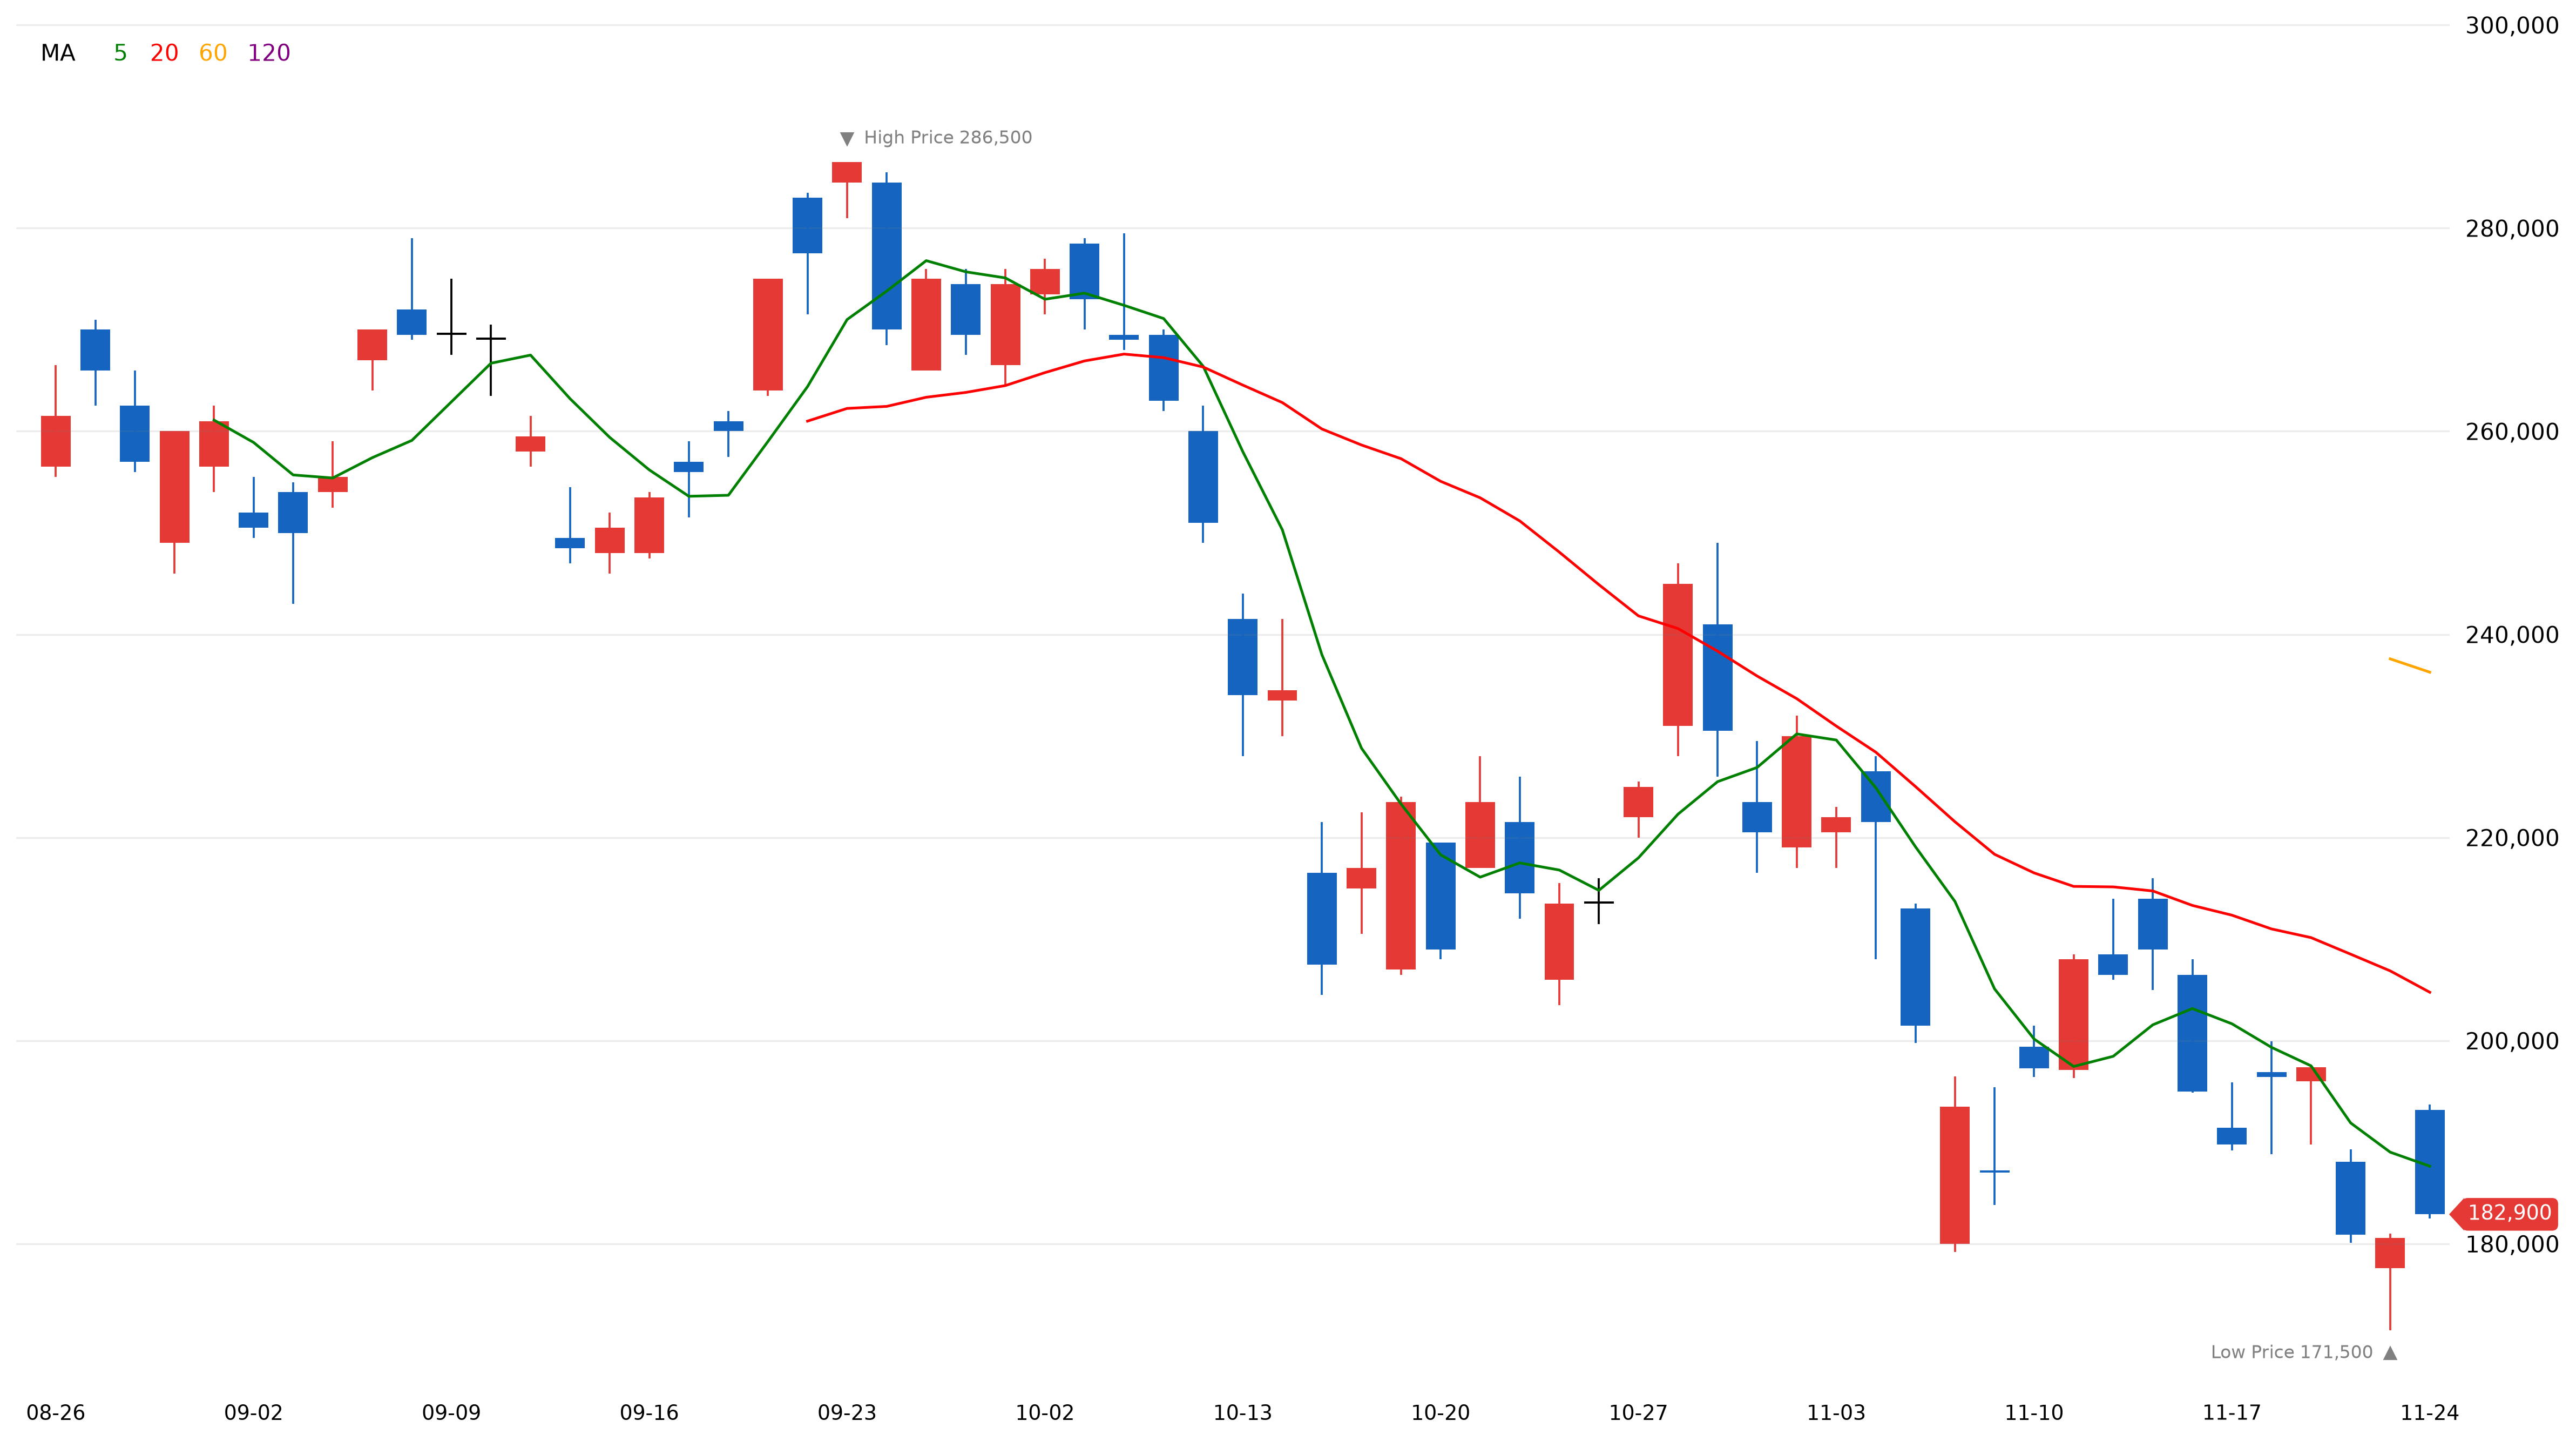 300,000
MA 5 20 60 120
▼ High Price 286,500
280,000
260,000
240,000
220,000
200,000
182,900
180,000
Low Price 171,500 ▲
08-26 09-02 09-09 09-16 09-23 10-02 10-13 10-20 10-27 11-03 11-10 11-17 11-24